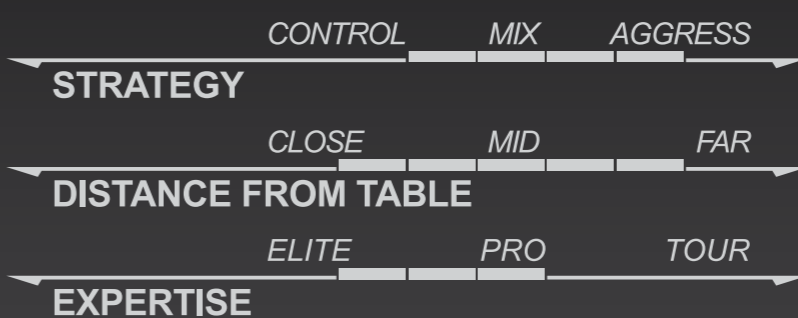 CONTROL MIX AGGRESS
STRATEGY
CLOSE MID FAR
DISTANCE FROM TABLE
ELITE PRO TOUR
EXPERTISE